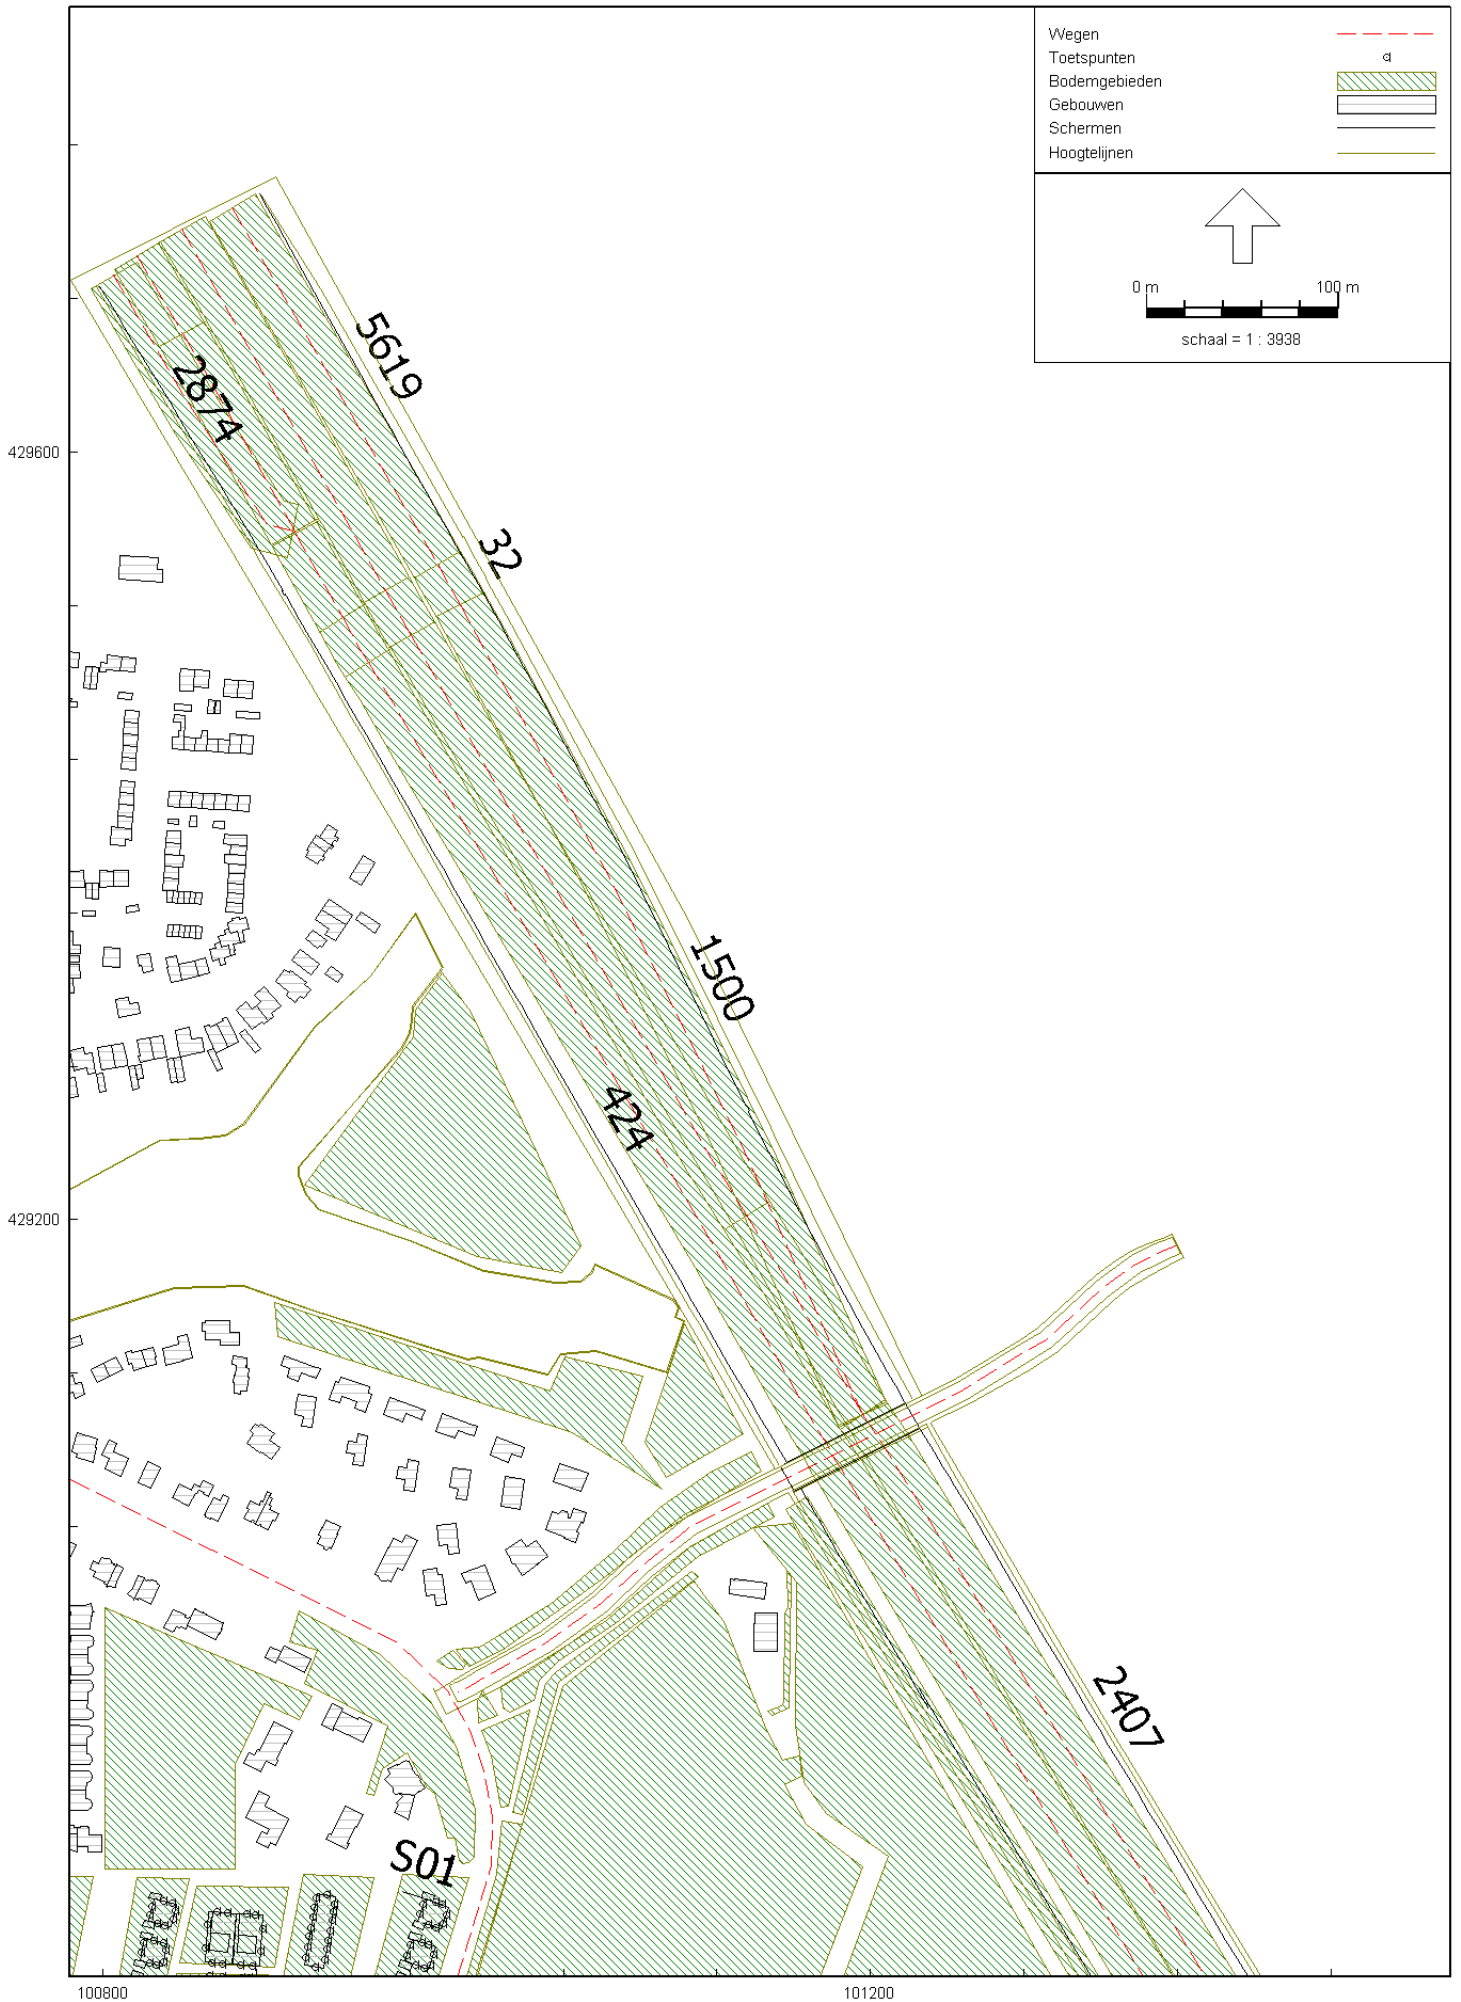 Wegen
Toetspunten
Bodemgebieden
Gebouwen
Schermen
Hoogtelijnen
0 m 100 m
schaal = 1 : 3938
5619
2874
429600
32
1500
424
429200
2407
S01
100800 101200